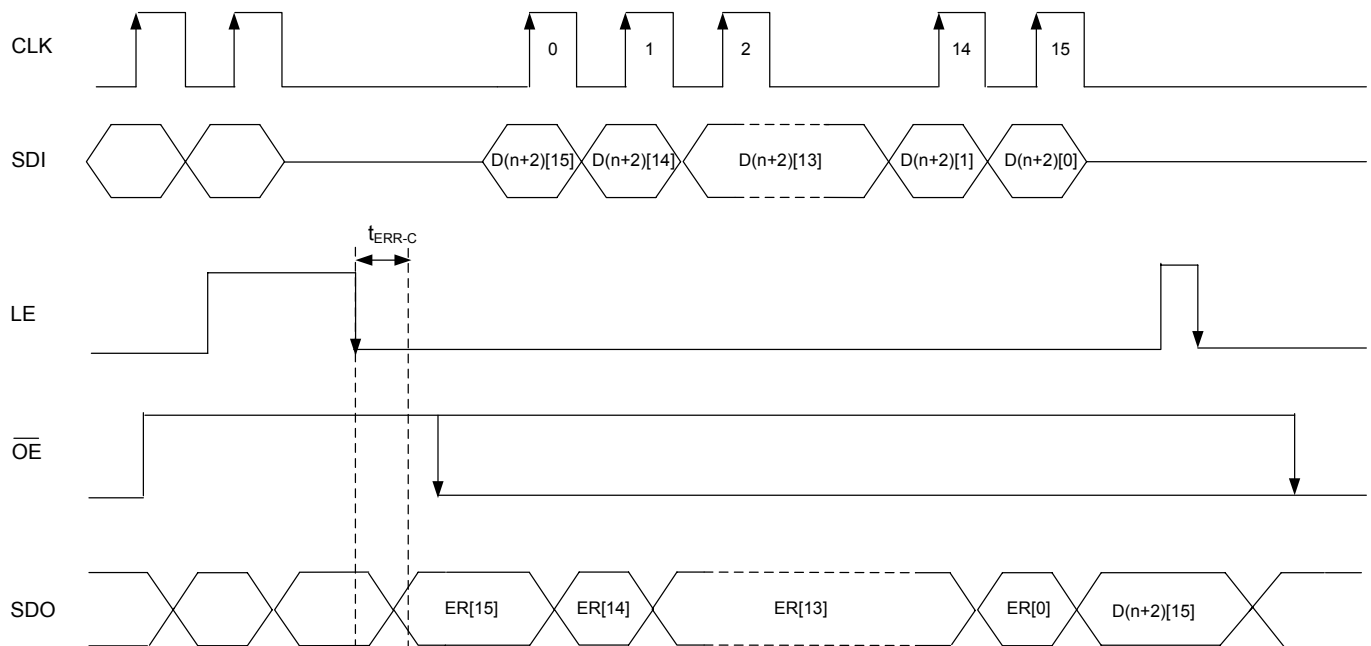 CLK
0
1
2
14
15
SDI
D(n+2)[15]
D(n+2)[14]
D(n+2)[13]
D(n+2)[1]
D(n+2)[0]
tERR-C
LE
OE
SDO
ER[15]
ER[14]
ER[13]
ER[0]
D(n+2)[15]